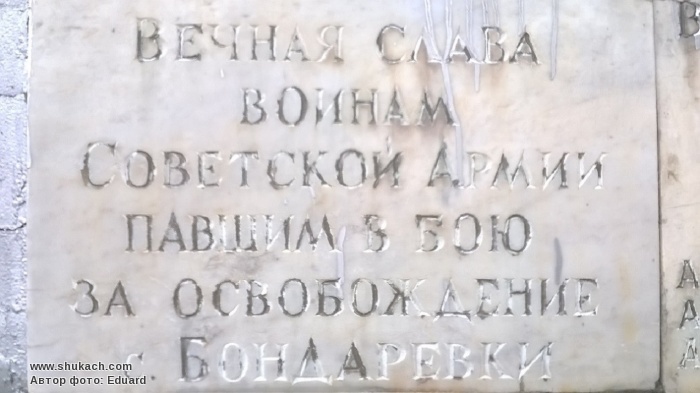 Вечная слава
воинам
Советской Армии
павшим в бою
за освобождение
с. Бондаревки
www.shukach.com
Автор фото: Eduard